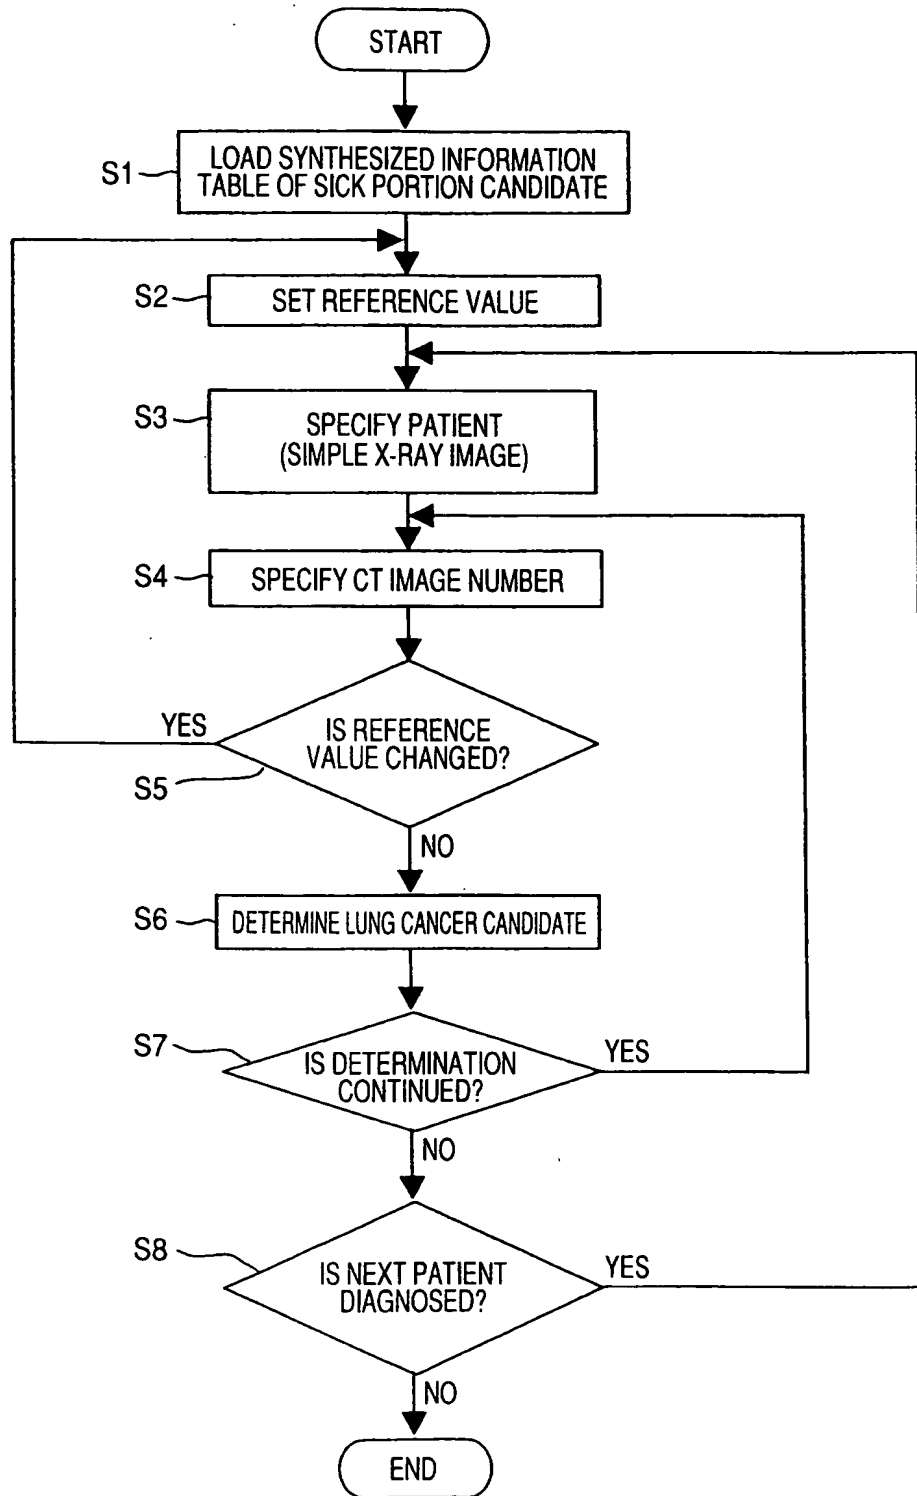 START
S1
LOAD SYNTHESIZED INFORMATION
TABLE OF SICK PORTION CANDIDATE
S2
SET REFERENCE VALUE
S3
SPECIFY PATIENT
(SIMPLE X-RAY IMAGE)
S4
SPECIFY CT IMAGE NUMBER
YES
IS REFERENCE
VALUE CHANGED?
S5
NO
S6
DETERMINE LUNG CANCER CANDIDATE
S7
IS DETERMINATION
CONTINUED?
YES
NO
S8
IS NEXT PATIENT
DIAGNOSED?
YES
NO
END